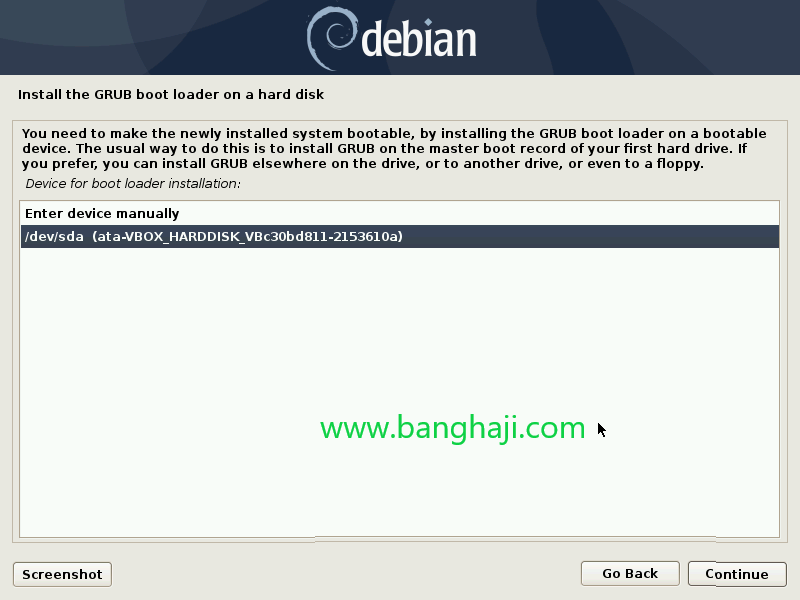 debian
Install the GRUB boot loader on a hard disk
You need to make the newly installed system bootable, by installing the GRUB boot loader on a bootable
device. The usual way to do this is to install GRUB on the master boot record of your first hard drive. If
you prefer, you can install GRUB elsewhere on the drive, or to another drive, or even to a floppy.
Device for boot loader installation:
Enter device manually
/dev/sda  (ata-VBOX_HARDDISK_VBc30bd811-2153610a)
www.banghaji.com
Screenshot
Go Back
Continue